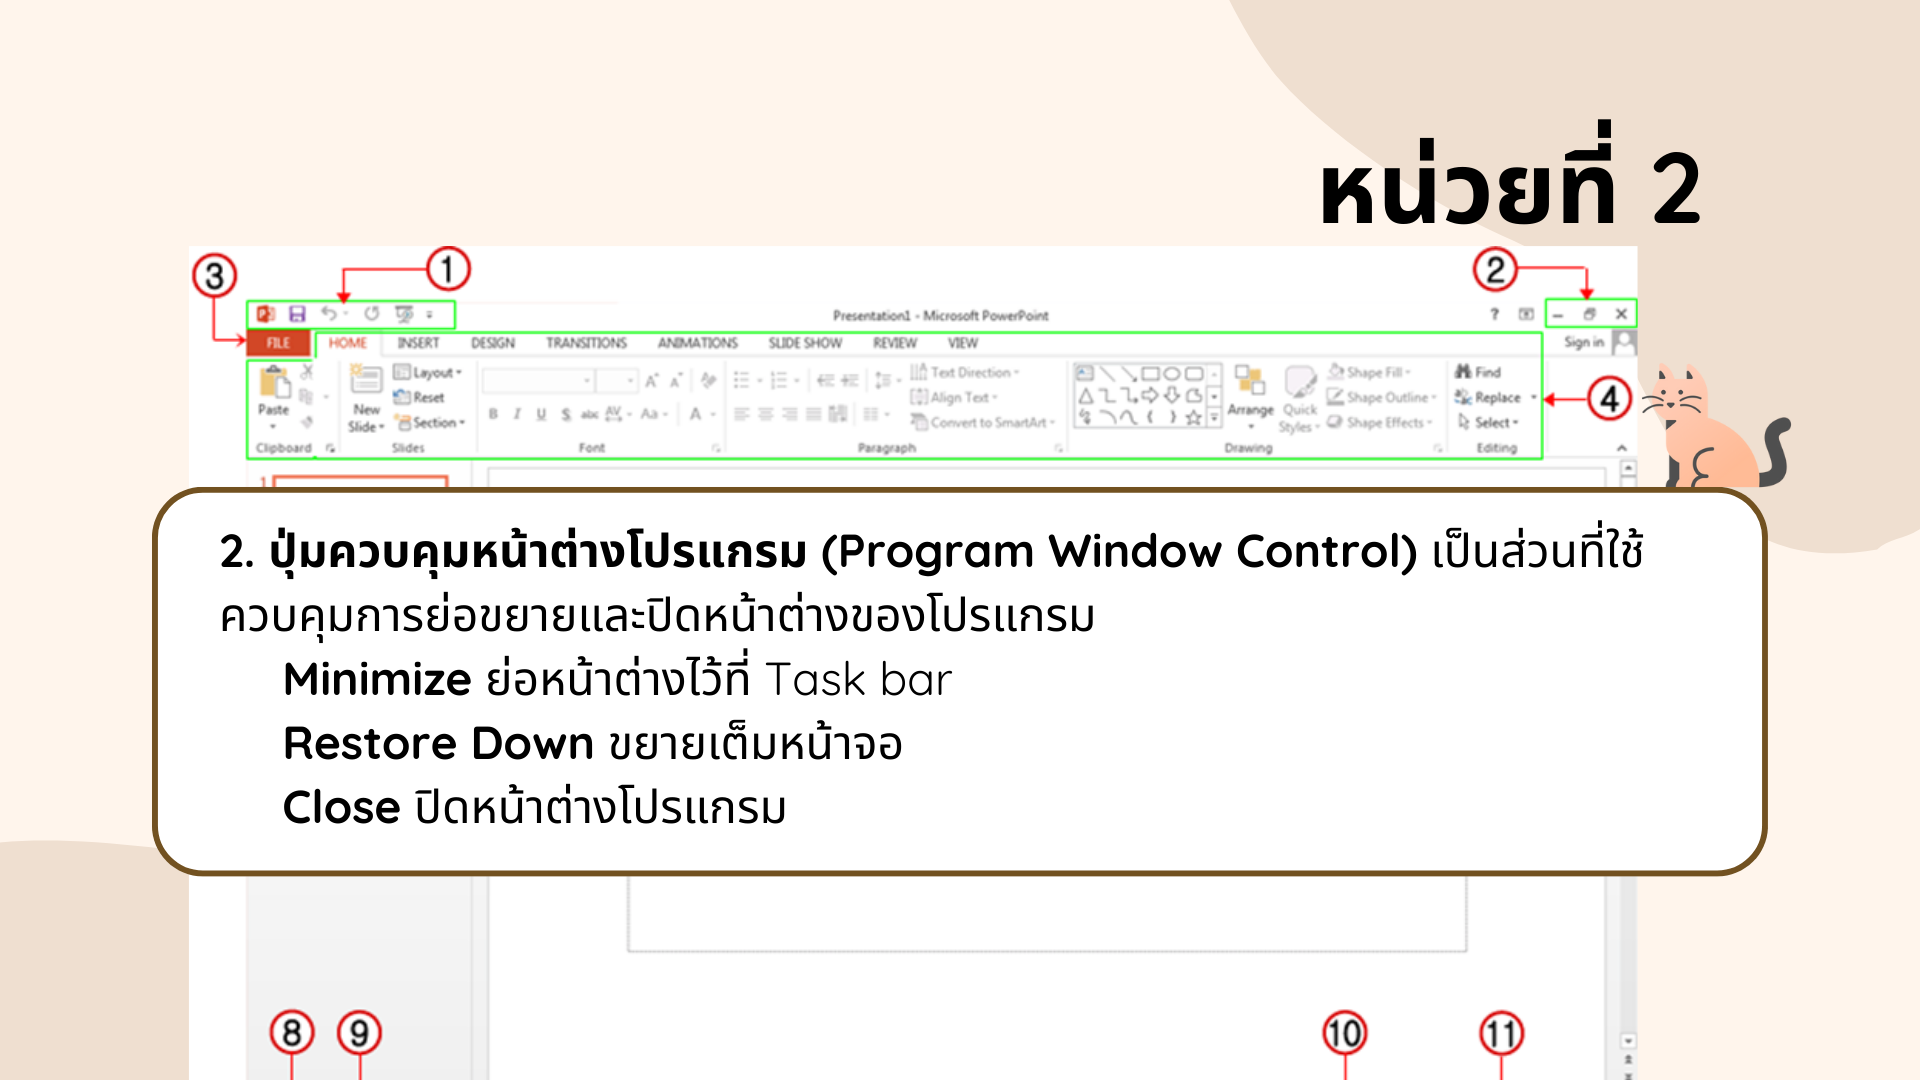 หน่วยที่ 2
3
1
2
Presentation1 - Microsoft PowerPoint
?
FILE HOME INSERT DESIGN TRANSITIONS ANIMATIONS SLIDE SHOW REVIEW VIEW Sign in
Paste
Clipboard
New Slide
Layout
Reset
Section
Slides
B I U S abc AV Aa A
Font
Text Direction
Align Text
Convert to SmartArt
Paragraph
Arrange
Quick Styles
Shape Fill
Shape Outline
Shape Effects
Drawing
Find
Replace
Select
Editing
4
1
2. ปุ่มควบคุมหน้าต่างโปรแกรม (Program Window Control) เป็นส่วนที่ใช้
ควบคุมการย่อขยายและปิดหน้าต่างของโปรแกรม
Minimize ย่อหน้าต่างไว้ที่ Task bar
Restore Down ขยายเต็มหน้าจอ
Close ปิดหน้าต่างโปรแกรม
8
9
10
11